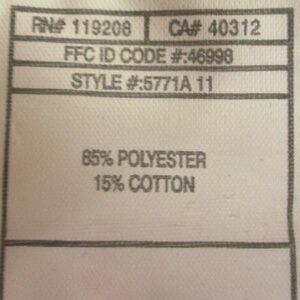 RN# 119208 CA# 40312
FFC ID CODE #:46998
STYLE #:5771A 11
85% POLYESTER
15% COTTON